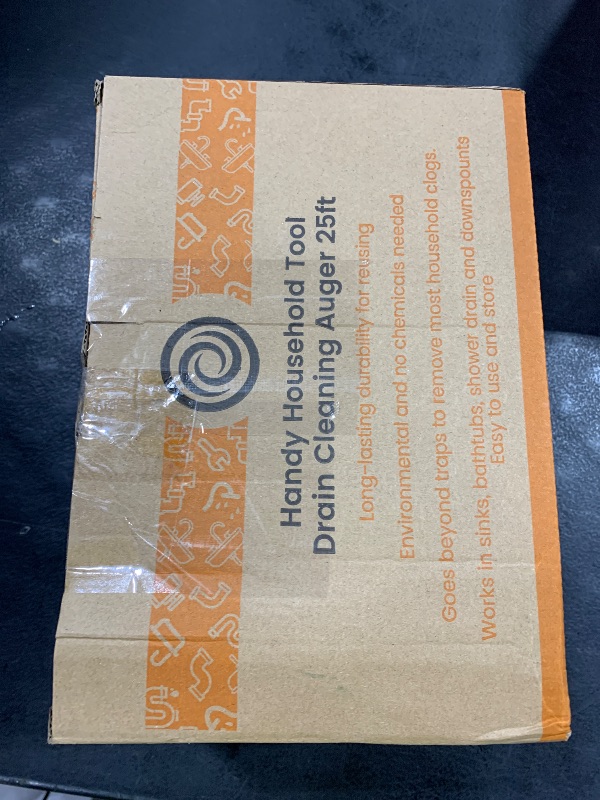 Handy Household Tool
Drain Cleaning Auger 25ft
Long-lasting durability for reusing
Environmental and no chemicals needed
Goes beyond traps to remove most household clogs.
Works in sinks, bathtubs, shower drain and downspounts
Easy to use and store